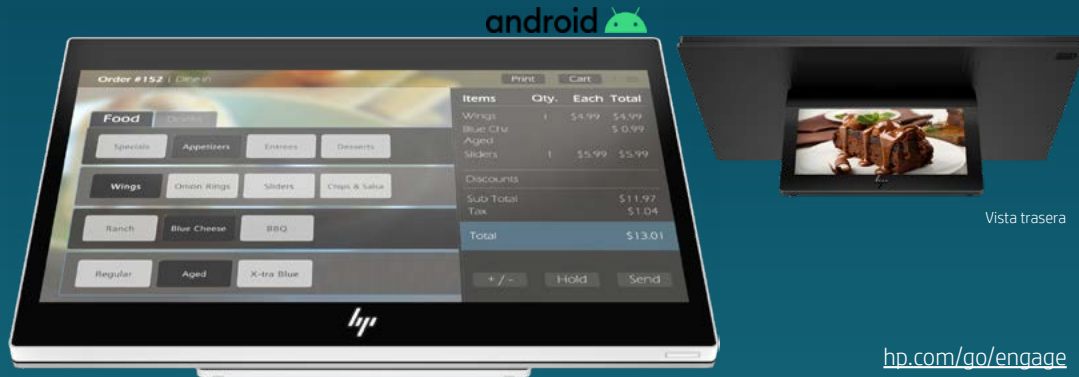 android
Order #152 | Dine in
Print Cart
Items Qty. Each Total
Food Drinks
Wings 1 $4.99 $4.99
Blue Chz $0.99
Aged
Specials Appetizers Entrees Desserts
Sliders 1 $5.99 $5.99
Wings Onion Rings Sliders Chips & Salsa
Discounts
Sub Total $11.97
Tax $1.04
Ranch Blue Cheese BBQ
Total $13.01
Regular Aged X-tra Blue
+/- Hold Send
hp
hp
Vista trasera
hp.com/go/engage